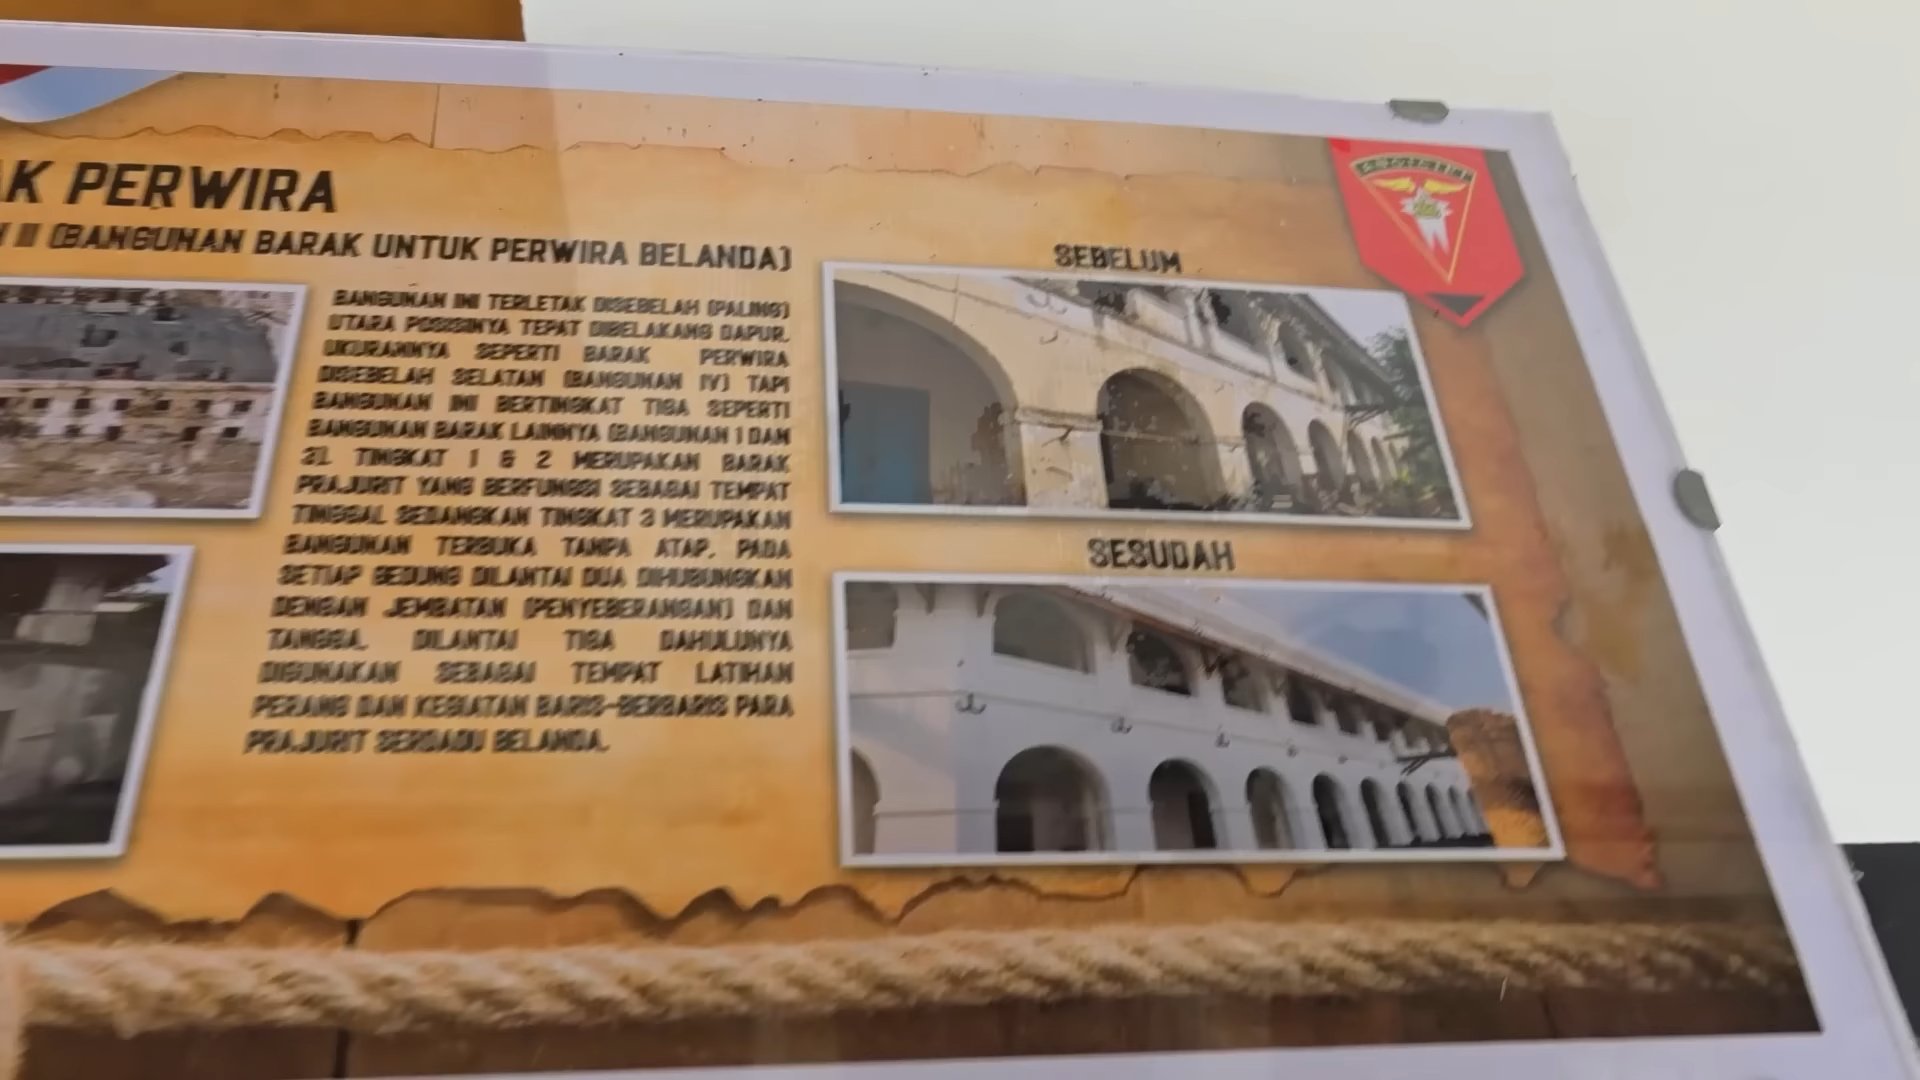 AK PERWIRA
II (BANGUNAN BARAK UNTUK PERWIRA BELANDA)
BANGUNAN INI TERLETAK DISEBELAH (PALING)
UTARA POSISINYA TEPAT DIBELAKANG DAPUR.
UKURANNYA SEPERTI BARAK PERWIRA
DISEBELAH SELATAN (BANGUNAN IV) TAPI
BANGUNAN INI BERTINGKAT TIGA SEPERTI
BANGUNAN BARAK LAINNYA (BANGUNAN 1 DAN
3). TINGKAT 1 & 2 MERUPAKAN BARAK
PRAJURIT YANG BERFUNGSI SEBAGAI TEMPAT
TINGGAL SEDANGKAN TINGKAT 3 MERUPAKAN
BANGUNAN TERBUKA TANPA ATAP. PADA
SETIAP GEDUNG DILANTAI DUA DIHUBUNGKAN
DENGAN JEMBATAN (PENYEBERANGAN) DAN
TANGGA. DILANTAI TIGA DAHULUNYA
DIGUNAKAN SEBAGAI TEMPAT LATIHAN
PERANG DAN KEGIATAN BARIS-BERBARIS PARA
PRAJURIT SERDADU BELANDA.
SEBELUM
SESUDAH